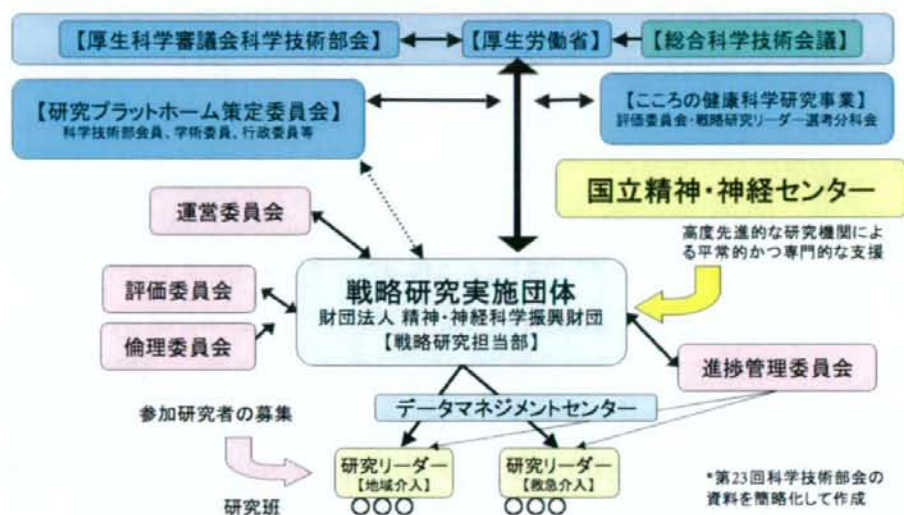 【厚生科学審議会科学技術部会】
【厚生労働省】
【総合科学技術会議】
【研究プラットホーム策定委員会】
科学技術部会員、学術委員、行政委員等
【こころの健康科学研究事業】
評価委員会・戦略研究リーダー選考分科会
国立精神・神経センター
運営委員会
高度先進的な研究機関によ
る平常的かつ専門的な支援
評価委員会
戦略研究実施団体
財団法人 精神・神経科学振興財団
【戦略研究担当部】
倫理委員会
進捗管理委員会
データマネジメントセンター
参加研究者の募集
研究リーダー
【地域介入】
研究リーダー
【救急介入】
*第23回科学技術部会の
資料を簡略化して作成
研究班